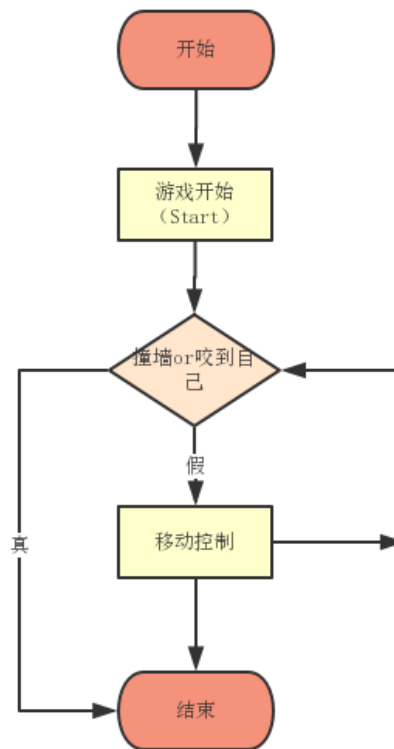 开始
游戏开始
（Start）
撞墙or咬到自
己
假
真
移动控制
结束